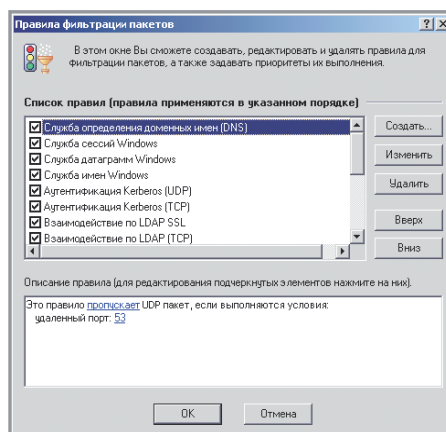 Правила фильтрации пакетов
В этом окне Вы сможете создавать, редактировать и удалять правила для
фильтрации пакетов, а также задавать приоритеты их выполнения.
Список правил (правила применяются в указанном порядке)
Служба определения доменных имен (DNS)
Служба сессий Windows
Служба датаграмм Windows
Служба имен Windows
Аутентификация Kerberos (UDP)
Аутентификация Kerberos (TCP)
Взаимодействие по LDAP SSL
Взаимодействие по LDAP (TCP)
Создать...
Изменить
Удалить
Вверх
Вниз
Описание правила (для редактирования подчеркнутых элементов нажмите на них).
Это правило пропускает UDP пакет, если выполняются условия:
удаленный порт: 53
OK
Отмена